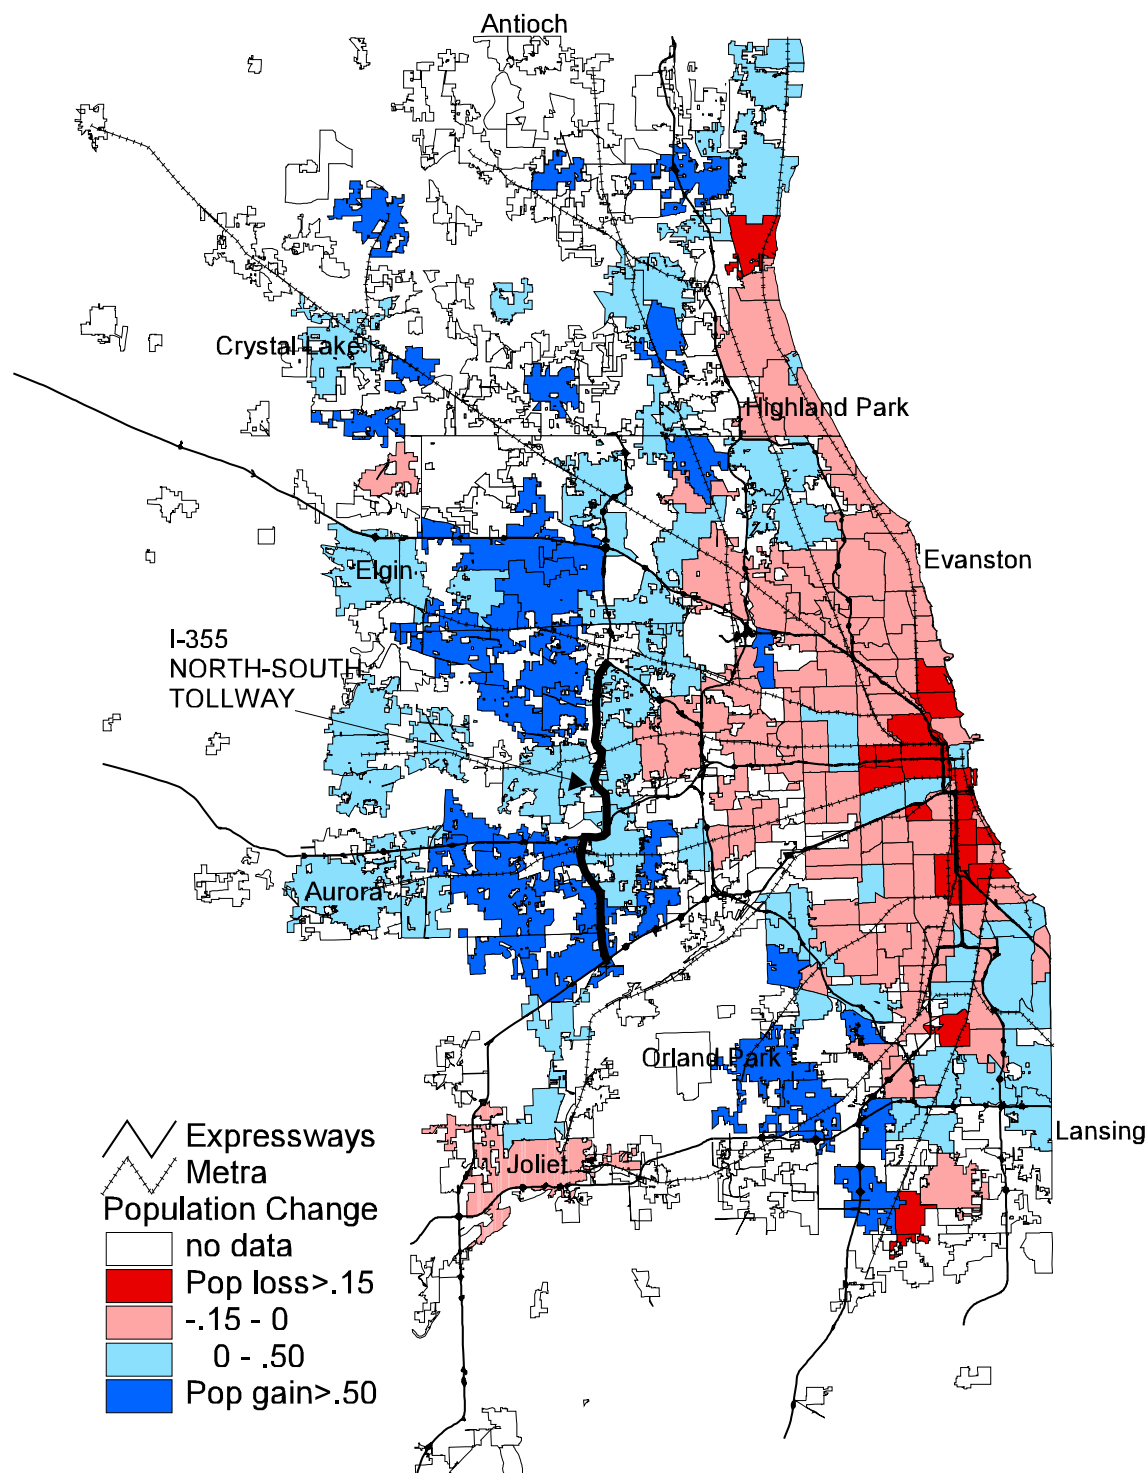 Antioch
Crystal Lake
Highland Park
Evanston
Elgin
I-355
NORTH-SOUTH
TOLLWAY
Aurora
Orland Park
Lansing
Joliet
Expressways
Metra
Population Change
no data
Pop loss>.15
-.15 - 0
0 - .50
Pop gain>.50